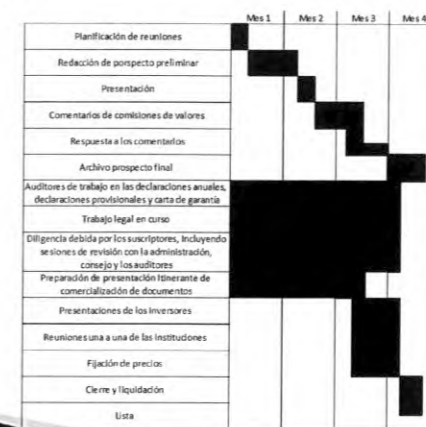 Mes 1 Mes 2 Mes 3 Mes 4
Planificación de reuniones
Redacción de porspecto preliminar
Presentación
Comentarios de comisiones de valores
Respuesta a los comentarios
Archivo prospecto final
Auditores de trabajo en las declaraciones anuales,
declaraciones provisionales y carta de garantía
Trabajo legal en curso
Diligencia debida por los suscriptores, incluyendo
sesiones de revisión con la administración,
consejo y los auditores
Preparación de presentación itinerante de
comercialización de documentos
Presentaciones de los inversores
Reuniones una a una de las instituciones
Fijación de precios
Cierre y liquidación
Lista